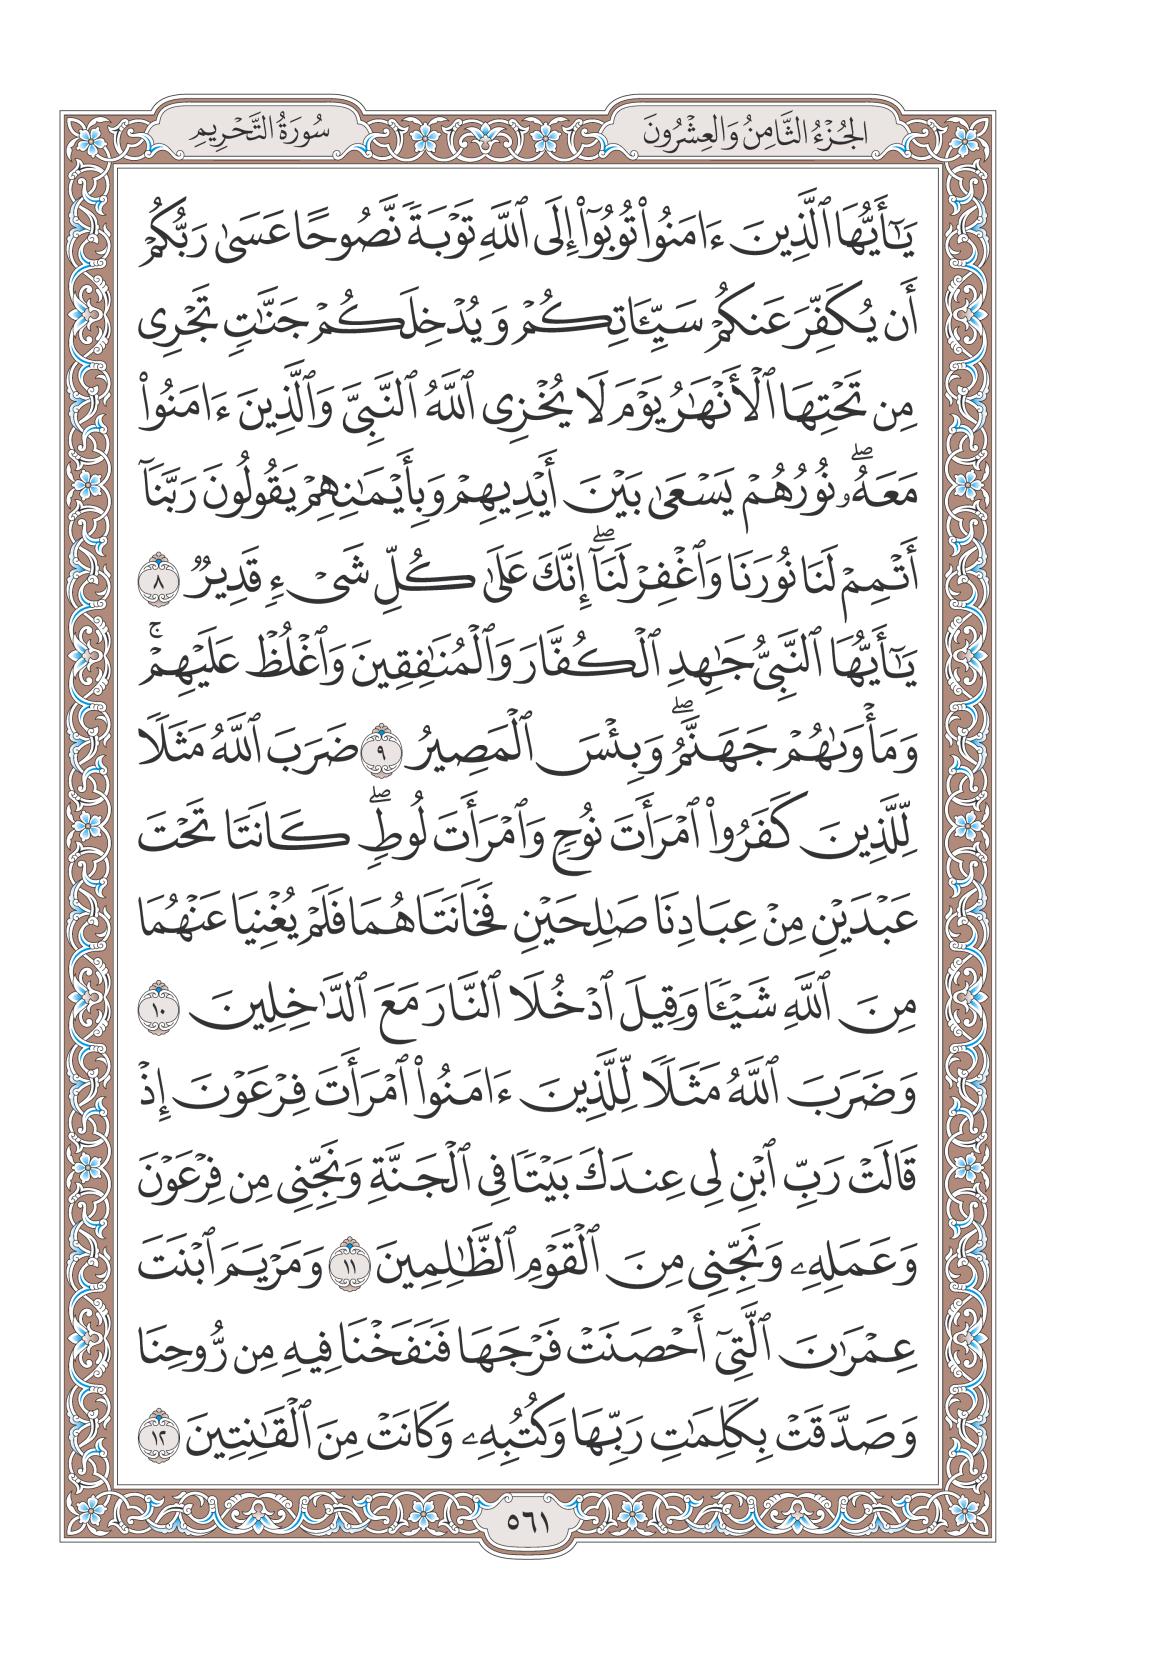 الجُزْءُ الثَّامِنُ وَالعِشْرُونَ
سُورَةُ التَّحْرِيمِ
يَـٰٓأَيُّهَا ٱلَّذِينَ ءَامَنُوا۟ تُوبُوٓا۟ إِلَى ٱللَّهِ تَوْبَةً نَّصُوحًا عَسَىٰ رَبُّكُمْ
أَن يُكَفِّرَ عَنكُمْ سَيِّـَٔاتِكُمْ وَيُدْخِلَكُمْ جَنَّـٰتٍ تَجْرِى
مِن تَحْتِهَا ٱلْأَنْهَـٰرُ يَوْمَ لَا يُخْزِى ٱللَّهُ ٱلنَّبِىَّ وَٱلَّذِينَ ءَامَنُوا۟
مَعَهُۥ ۖ نُورُهُمْ يَسْعَىٰ بَيْنَ أَيْدِيهِمْ وَبِأَيْمَـٰنِهِمْ يَقُولُونَ رَبَّنَآ
أَتْمِمْ لَنَا نُورَنَا وَٱغْفِرْ لَنَآ ۖ إِنَّكَ عَلَىٰ كُلِّ شَىْءٍ قَدِيرٌ ٨
يَـٰٓأَيُّهَا ٱلنَّبِىُّ جَـٰهِدِ ٱلْكُفَّارَ وَٱلْمُنَـٰفِقِينَ وَٱغْلُظْ عَلَيْهِمْ ۚ
وَمَأْوَىٰهُمْ جَهَنَّمُ ۖ وَبِئْسَ ٱلْمَصِيرُ ٩ ضَرَبَ ٱللَّهُ مَثَلًا
لِّلَّذِينَ كَفَرُوا۟ ٱمْرَأَتَ نُوحٍ وَٱمْرَأَتَ لُوطٍ ۖ كَانَتَا تَحْتَ
عَبْدَيْنِ مِنْ عِبَادِنَا صَـٰلِحَيْنِ فَخَانَتَاهُمَا فَلَمْ يُغْنِيَا عَنْهُمَا
مِنَ ٱللَّهِ شَيْـًٔا وَقِيلَ ٱدْخُلَا ٱلنَّارَ مَعَ ٱلدَّٰخِلِينَ ١٠
وَضَرَبَ ٱللَّهُ مَثَلًا لِّلَّذِينَ ءَامَنُوا۟ ٱمْرَأَتَ فِرْعَوْنَ إِذْ
قَالَتْ رَبِّ ٱبْنِ لِى عِندَكَ بَيْتًا فِى ٱلْجَنَّةِ وَنَجِّنِى مِن فِرْعَوْنَ
وَعَمَلِهِۦ وَنَجِّنِى مِنَ ٱلْقَوْمِ ٱلظَّـٰلِمِينَ ١١ وَمَرْيَمَ ٱبْنَتَ
عِمْرَٰنَ ٱلَّتِىٓ أَحْصَنَتْ فَرْجَهَا فَنَفَخْنَا فِيهِ مِن رُّوحِنَا
وَصَدَّقَتْ بِكَلِمَـٰتِ رَبِّهَا وَكُتُبِهِۦ وَكَانَتْ مِنَ ٱلْقَـٰنِتِينَ ١٢
٥٦١